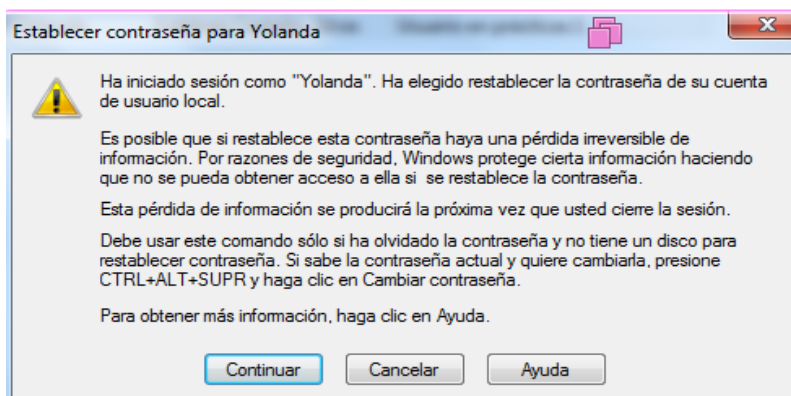 Establecer contraseña para Yolanda
Ha iniciado sesión como "Yolanda". Ha elegido restablecer la contraseña de su cuenta
de usuario local.
Es posible que si restablece esta contraseña haya una pérdida irreversible de
información. Por razones de seguridad, Windows protege cierta información haciendo
que no se pueda obtener acceso a ella si se restablece la contraseña.
Esta pérdida de información se producirá la próxima vez que usted cierre la sesión.
Debe usar este comando sólo si ha olvidado la contraseña y no tiene un disco para
restablecer contraseña. Si sabe la contraseña actual y quiere cambiarla, presione
CTRL+ALT+SUPR y haga clic en Cambiar contraseña.
Para obtener más información, haga clic en Ayuda.
Continuar Cancelar Ayuda